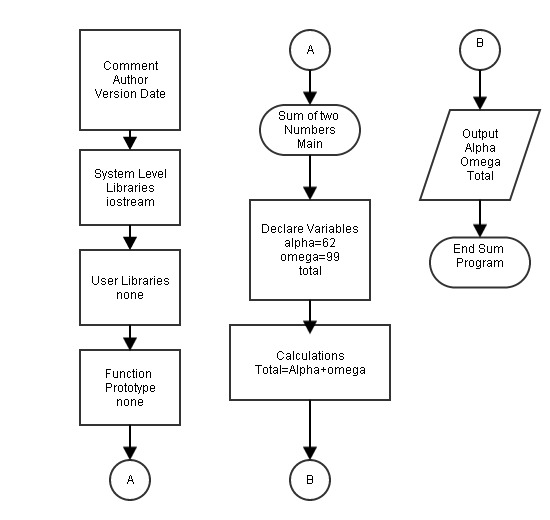 Comment
Author
Version Date
System Level
Libraries
iostream
User Libraries
none
Function
Prototype
none
A
A
Sum of two
Numbers
Main
Declare Variables
alpha=62
omega=99
total
Calculations
Total=Alpha+omega
B
B
Output
Alpha
Omega
Total
End Sum
Program